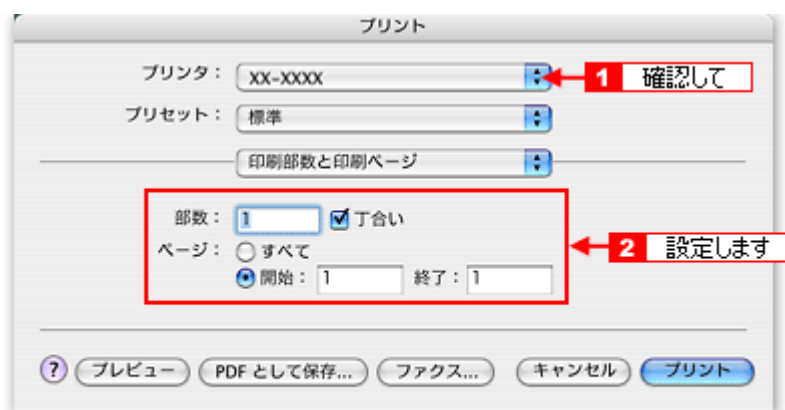 プリント
プリンタ： XX-XXXX 1 確認して
プリセット： 標準
印刷部数と印刷ページ
部数： 1 丁合い
ページ： すべて
開始： 1 終了： 1
2 設定します
? プレビュー PDF として保存... ファクス... キャンセル プリント